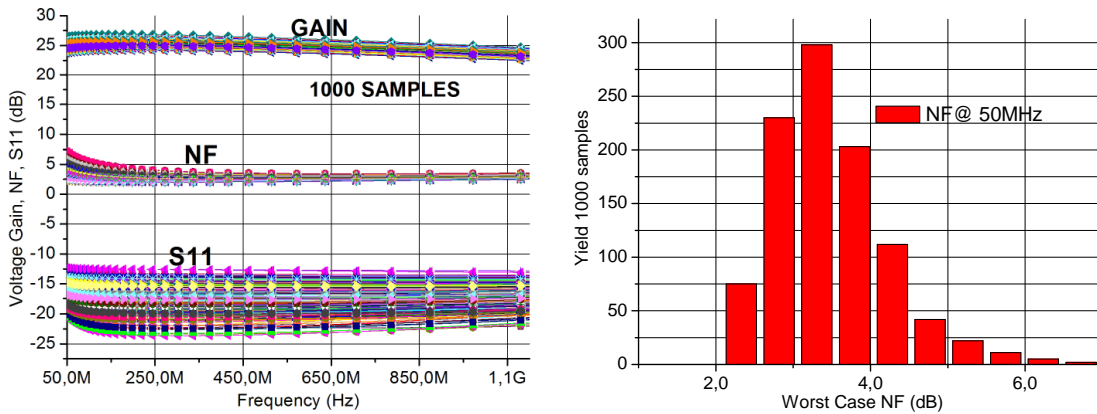 30
25
20
15
10
5
0
-5
-10
-15
-20
-25
Voltage Gain, NF, S11 (dB)
GAIN
1000 SAMPLES
NF
S11
50,0M 250,0M 450,0M 650,0M 850,0M 1,1G
Frequency (Hz)
300
250
200
150
100
50
0
Yield 1000 samples
NF@ 50MHz
2,0 4,0 6,0
Worst Case NF (dB)